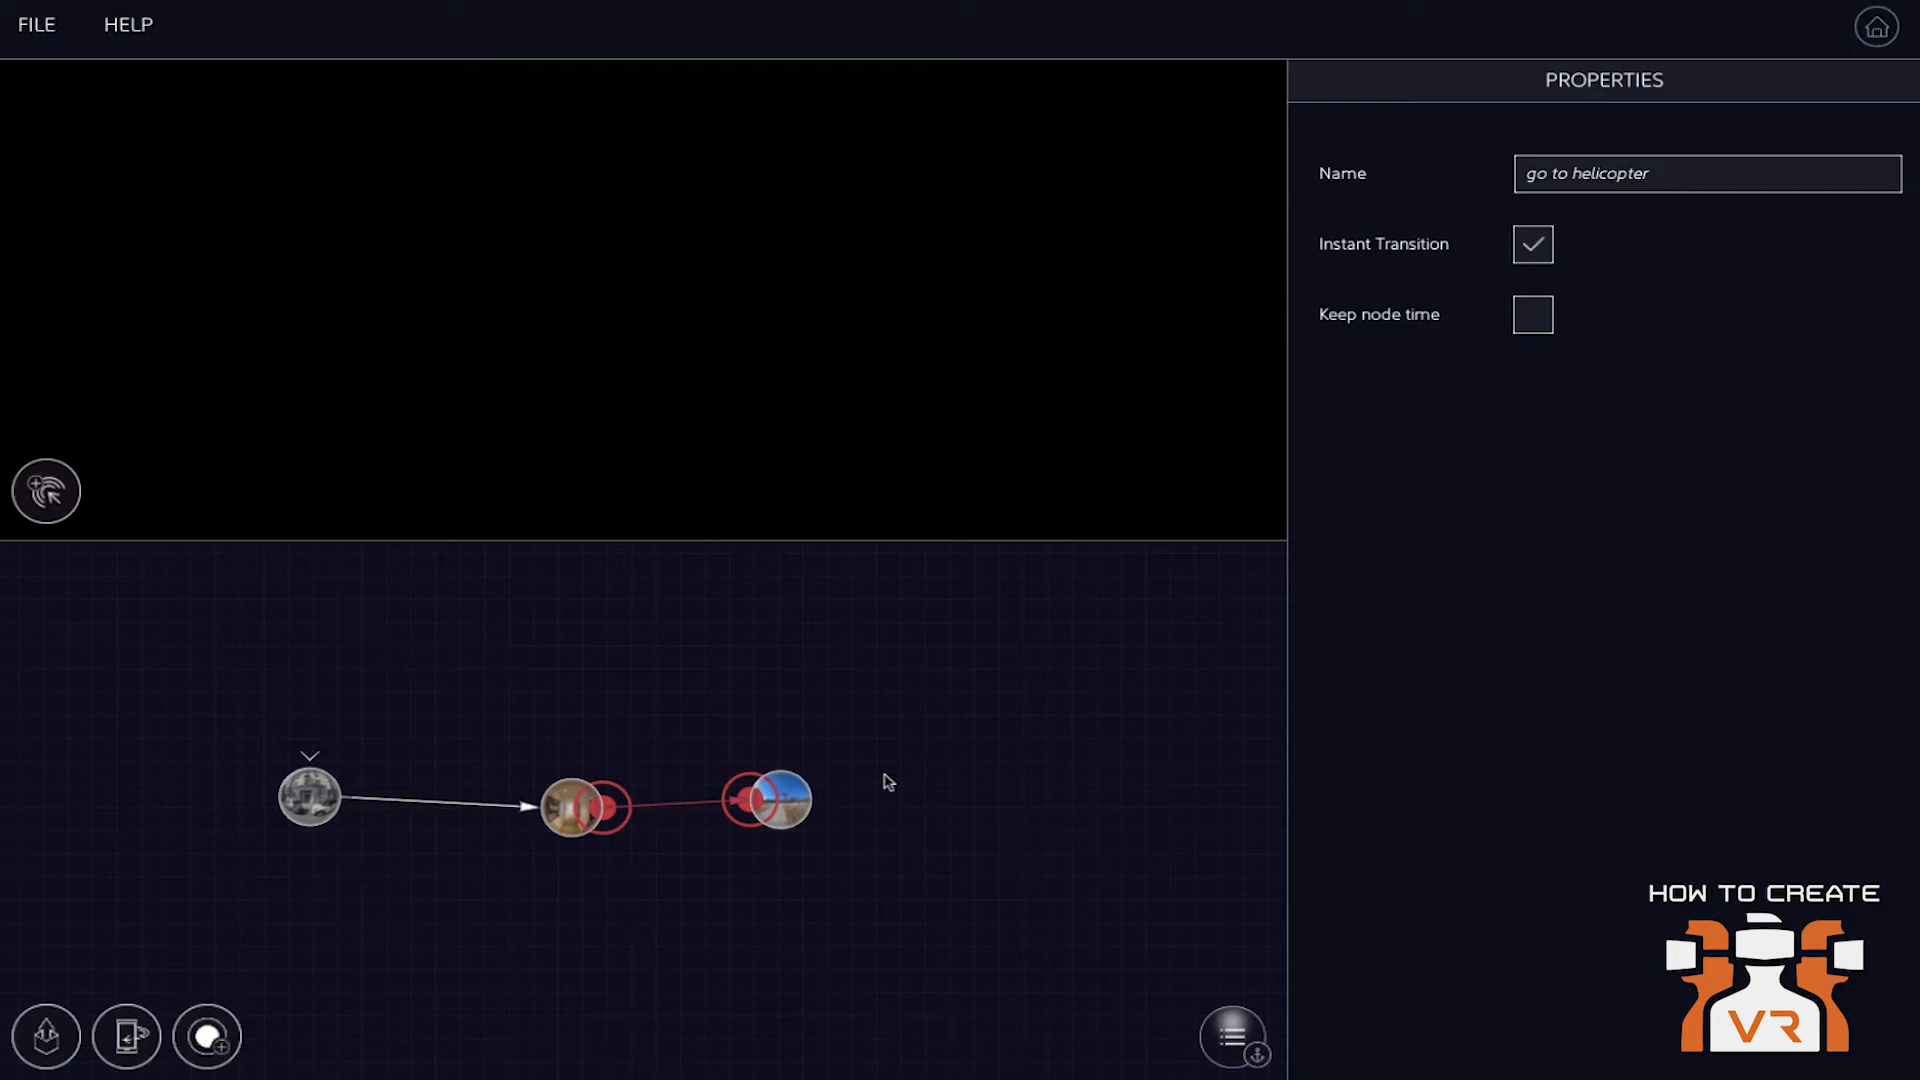 FILE
HELP
PROPERTIES
Name
go to helicopter
Instant Transition
Keep node time
HOW TO CREATE
VR